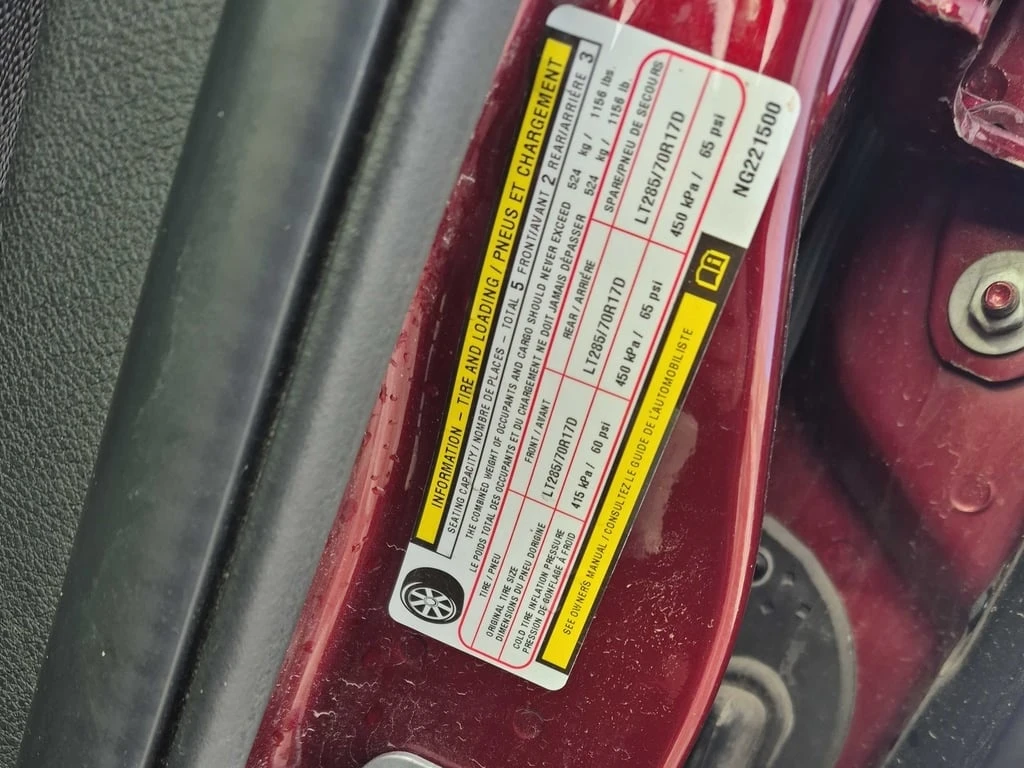 INFORMATION – TIRE AND LOADING / PNEUS ET CHARGEMENT
SEATING CAPACITY / NOMBRE DE PLACES – TOTAL 5 FRONT/AVANT 2 REAR/ARRIÉRE 3
THE COMBINED WEIGHT OF OCCUPANTS AND CARGO SHOULD NEVER EXCEED 524 kg / 1156 lbs.
LE POIDS TOTAL DES OCCUPANTS ET DU CHARGEMENT NE DOIT JAMAIS DÉPASSER 524 kg / 1156 lb.
TIRE / PNEU FRONT / AVANT REAR / ARRIÉRE SPARE/PNEU DE SECOURS
ORIGINAL TIRE SIZE
DIMENSIONS DU PNEU DORIGINE
LT285/70R17D LT285/70R17D LT285/70R17D
COLD TIRE INFLATION PRESSURE
PRESSION DE GONFLAGE À FROID
415 kPa / 60 psi 450 kPa / 65 psi 450 kPa / 65 psi
SEE OWNERS MANUAL / CONSULTEZ LE GUIDE DE L'AUTOMOBILISTE
NG221500